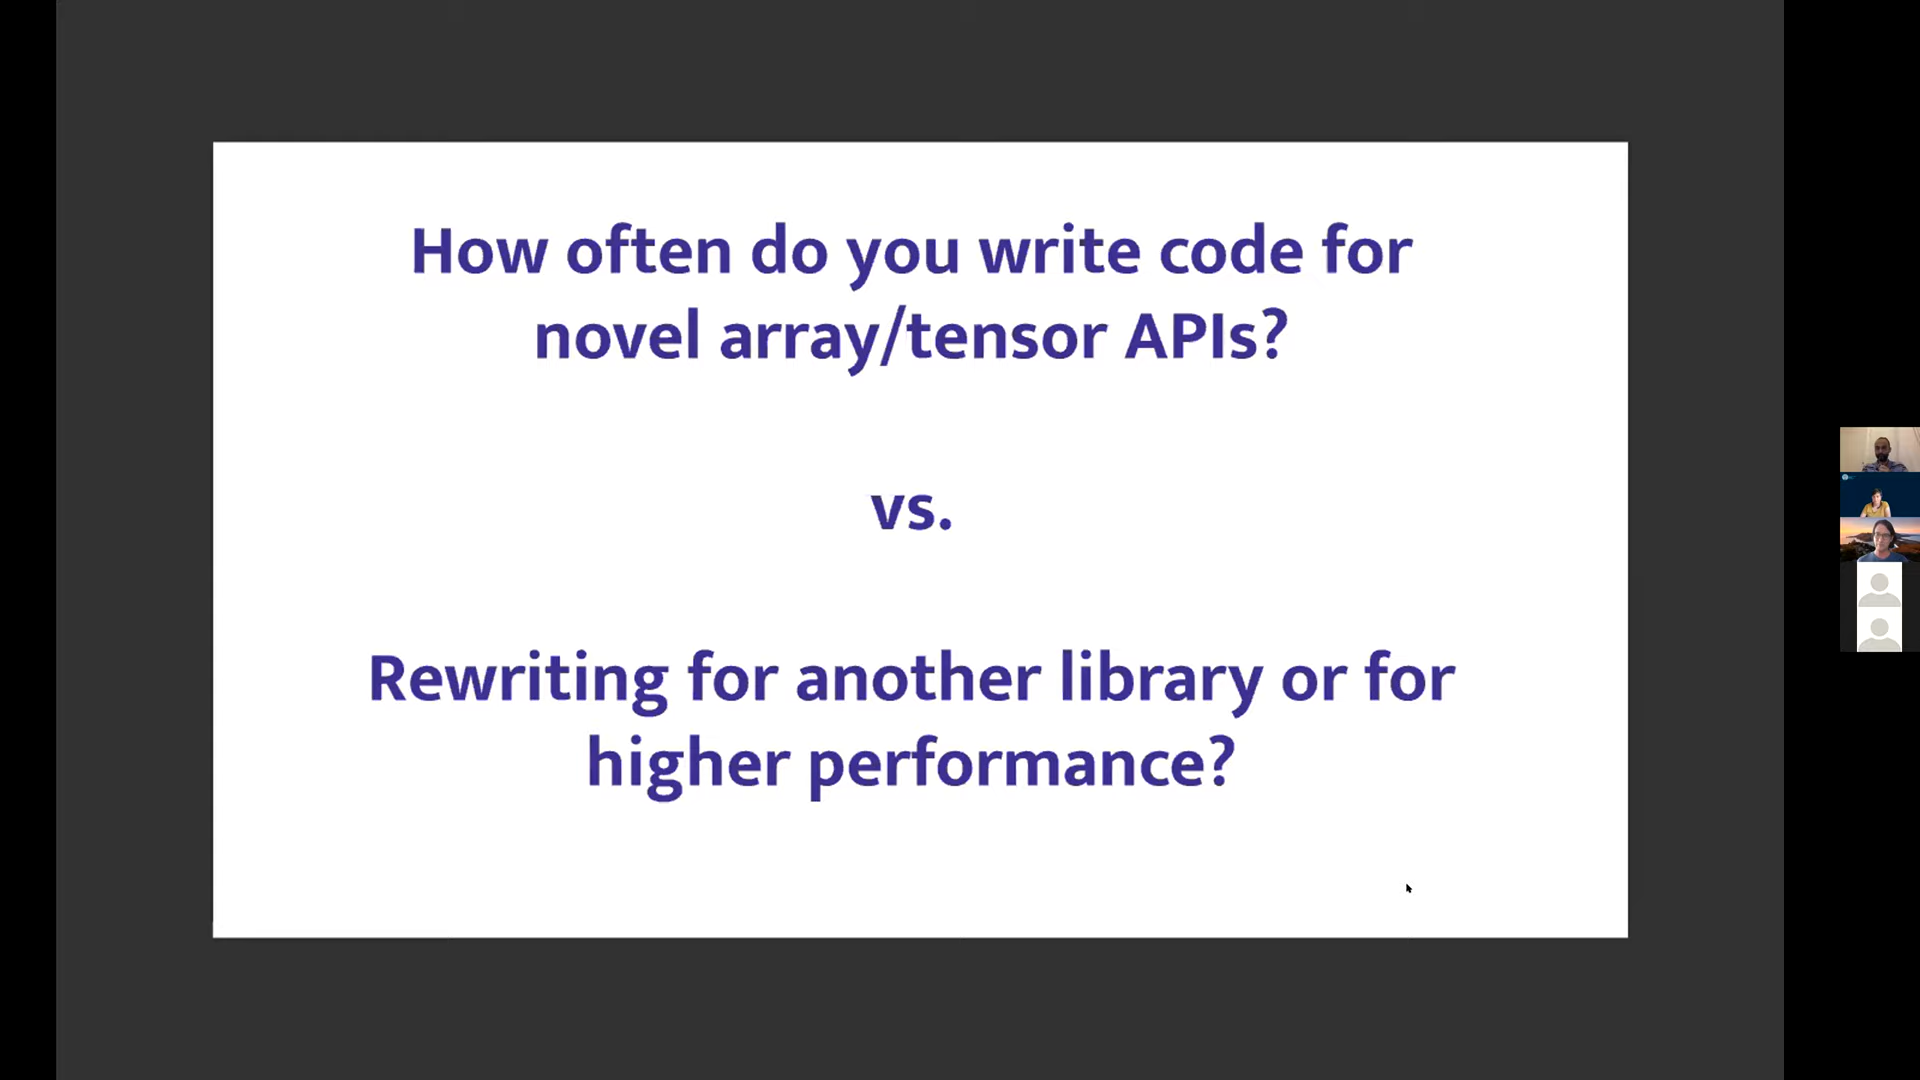 How often do you write code for
novel array/tensor APIs?
vs.
Rewriting for another library or for
higher performance?